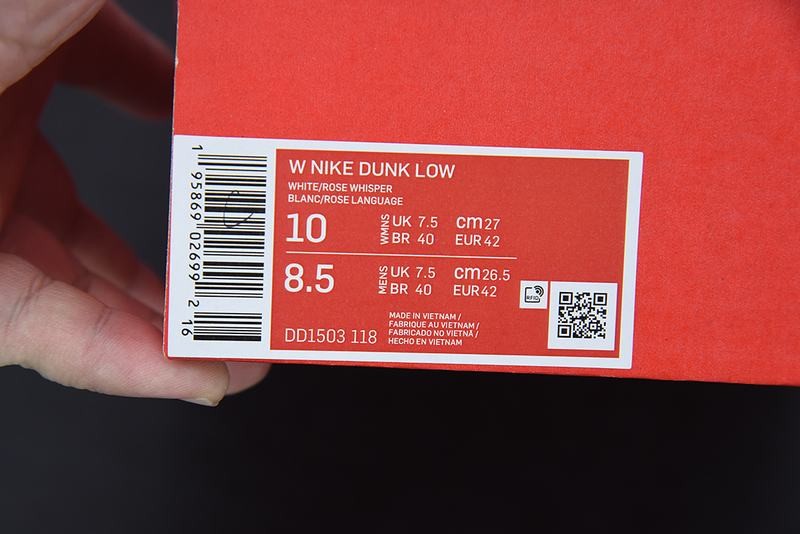 W NIKE DUNK LOW
WHITE/ROSE WHISPER
BLANC/ROSE LANGUAGE
10 WMNS UK 7.5 cm 27
BR 40 EUR 42
8.5 MENS UK 7.5 cm 26.5
BR 40 EUR 42
RFID
DD1503 118
MADE IN VIETNAM /
FABRIQUE AU VIETNAM /
FABRICADO NO VIETNÃ /
HECHO EN VIETNAM
1 95869 02699 2 16